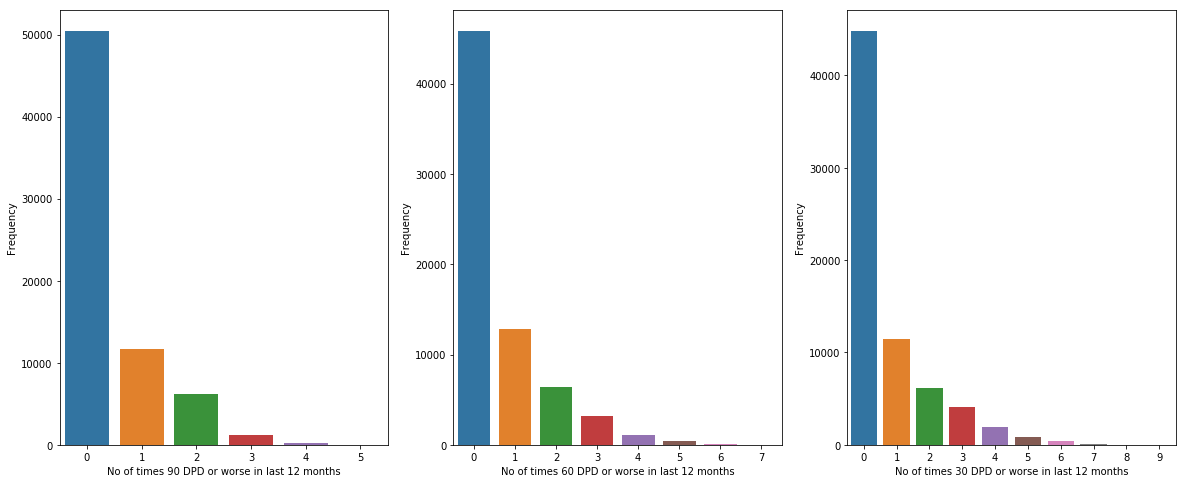 50000
40000
30000
20000
10000
0
Frequency
0 1 2 3 4 5
No of times 90 DPD or worse in last 12 months
40000
30000
20000
10000
0
Frequency
0 1 2 3 4 5 6 7
No of times 60 DPD or worse in last 12 months
40000
30000
20000
10000
0
Frequency
0 1 2 3 4 5 6 7 8 9
No of times 30 DPD or worse in last 12 months